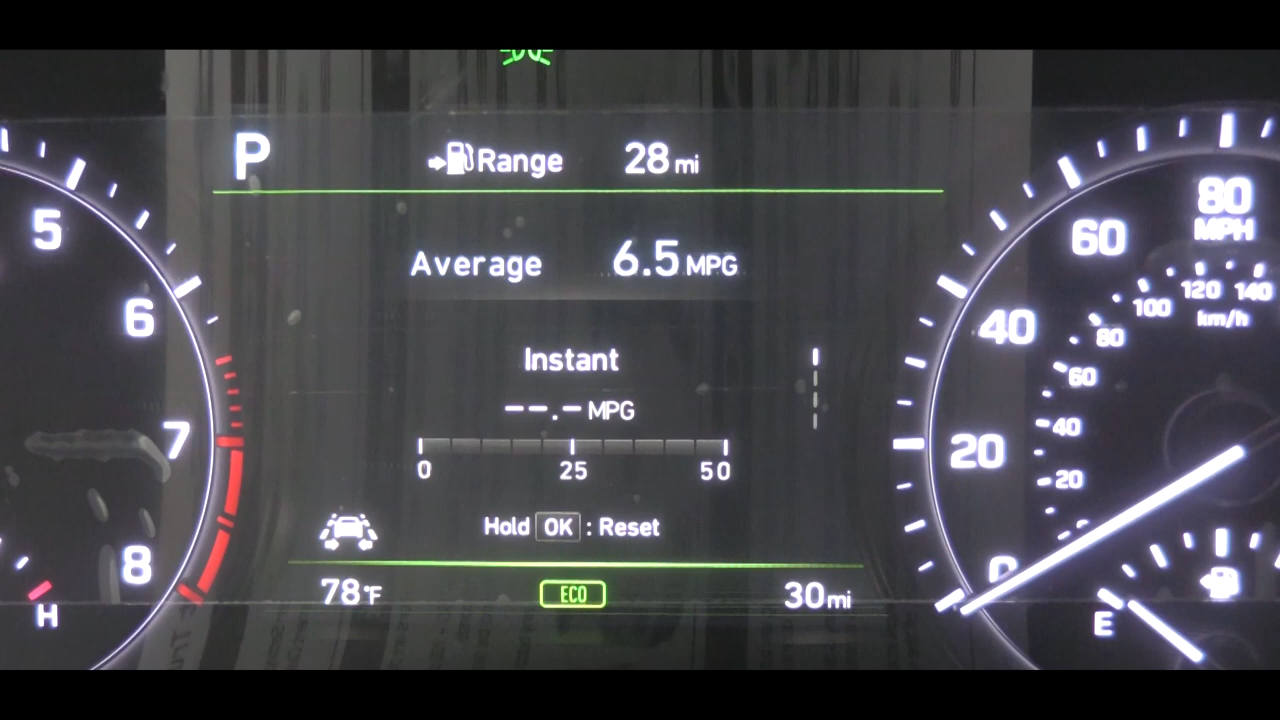 P Range 28 mi
Average 6.5 MPG
Instant
--.- MPG
0 25 50
Hold OK : Reset
78°F ECO 30 mi
5
6
7
8
H
80
MPH
60
40
20
0
140
120
100
80
60
40
20
km/h
E